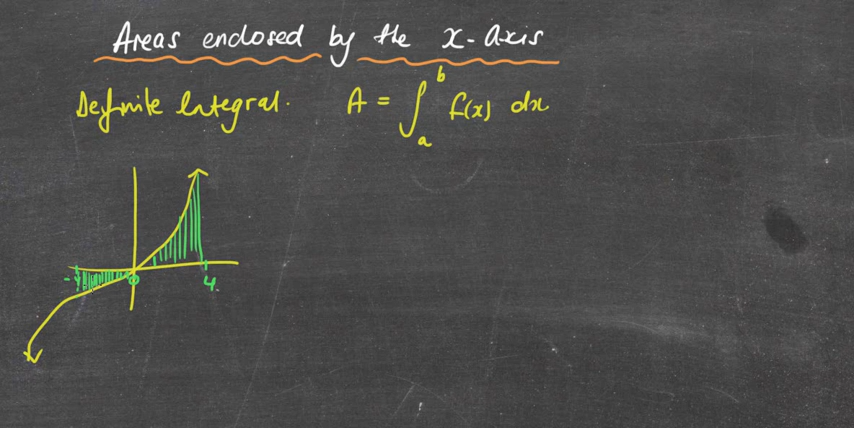 Areas enclosed by the x-axis
Definite Integral. A = ∫ₐᵇ f(x) dx
-4 0 4